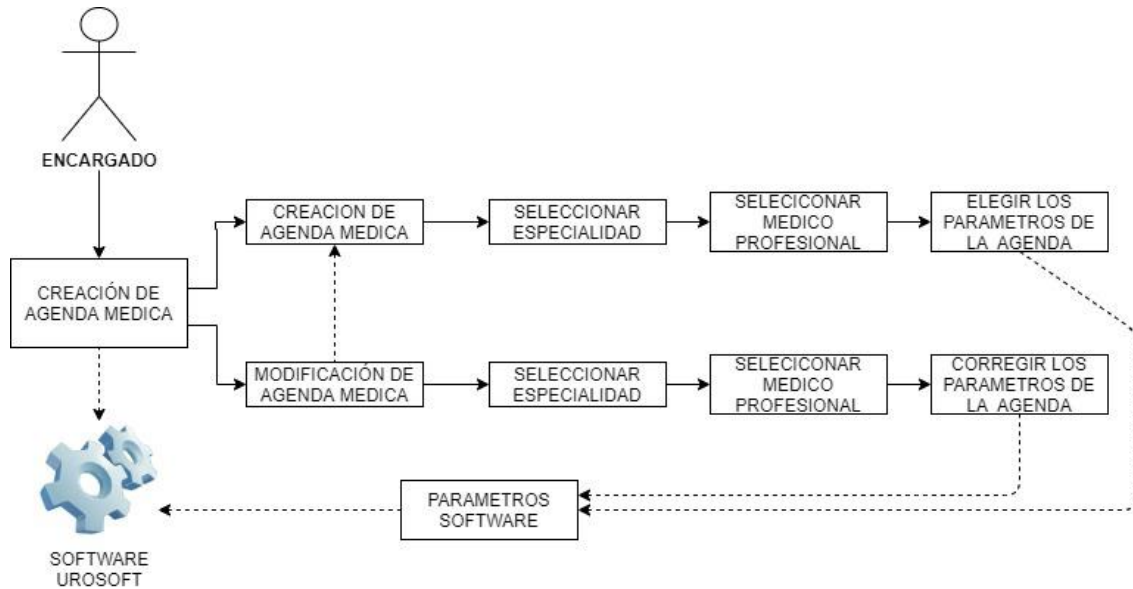 ENCARGADO
CREACIÓN DE
AGENDA MEDICA
CREACION DE
AGENDA MEDICA
SELECCIONAR
ESPECIALIDAD
SELECICONAR
MEDICO
PROFESIONAL
ELEGIR LOS
PARAMETROS DE
LA AGENDA
MODIFICACIÓN DE
AGENDA MEDICA
SELECCIONAR
ESPECIALIDAD
SELECICONAR
MEDICO
PROFESIONAL
CORREGIR LOS
PARAMETROS DE
LA AGENDA
PARAMETROS
SOFTWARE
SOFTWARE
UROSOFT